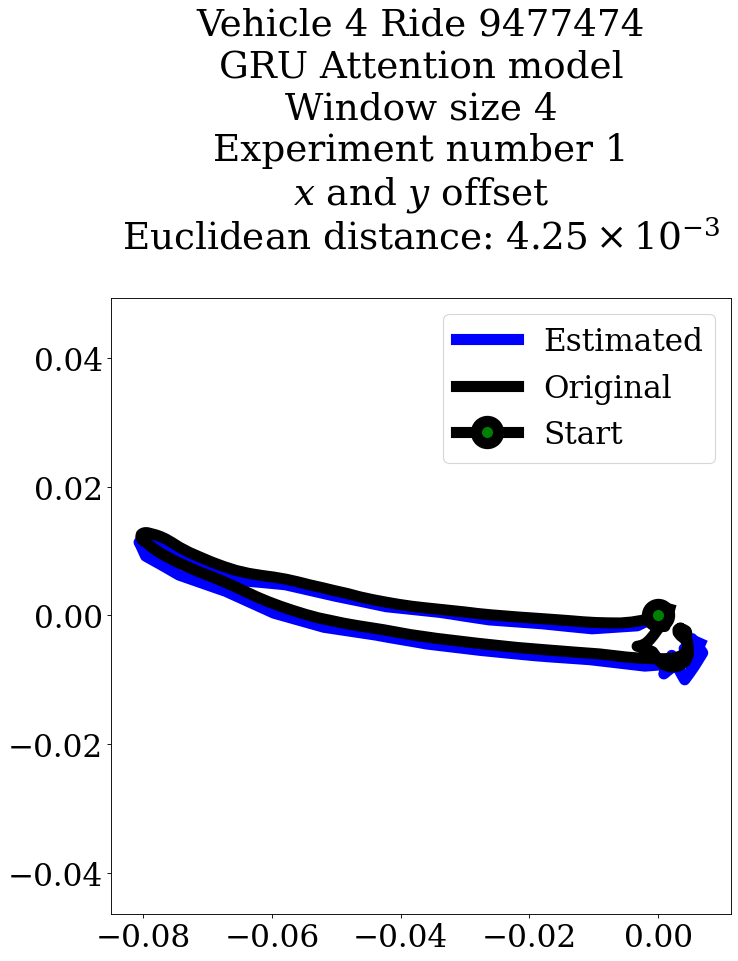 Vehicle 4 Ride 9477474
GRU Attention model
Window size 4
Experiment number 1
x and y offset
Euclidean distance: 4.25 × 10⁻³
Estimated
Original
Start
0.04
0.02
0.00
−0.02
−0.04
−0.08 −0.06 −0.04 −0.02 0.00